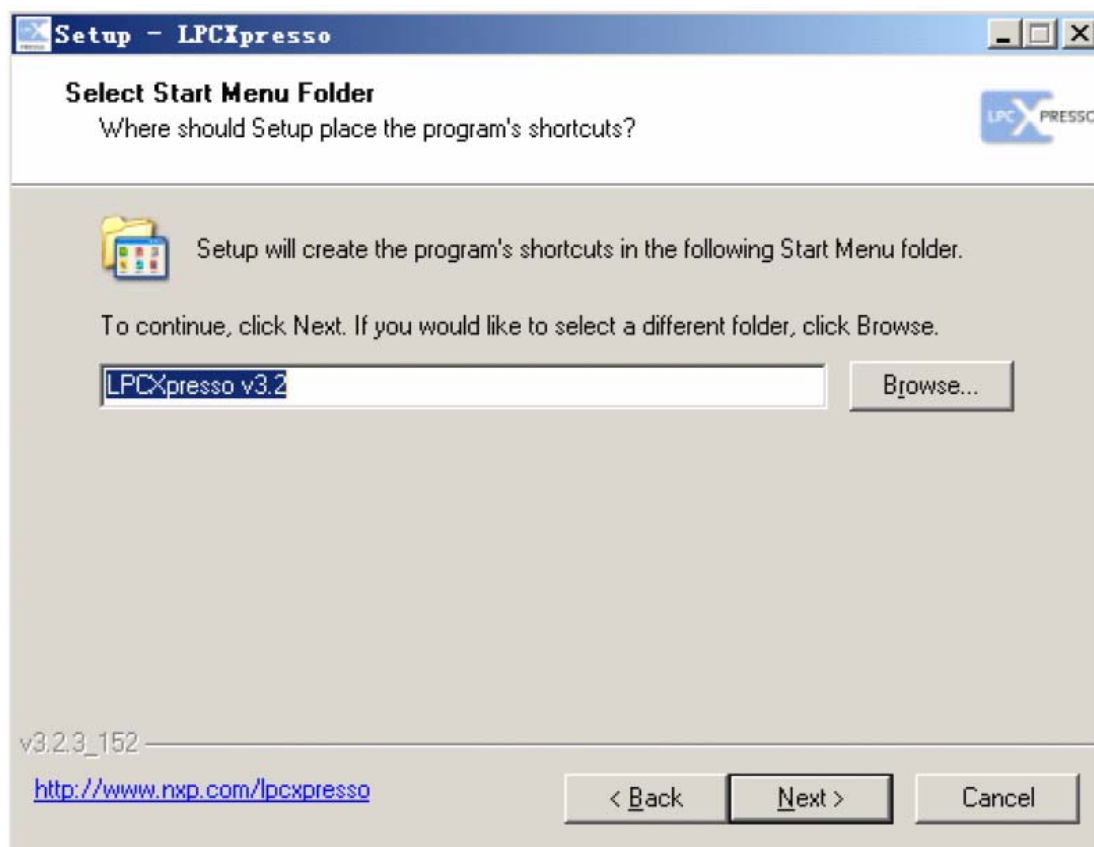 PRESSO
Setup - LPCXpresso
Select Start Menu Folder
Where should Setup place the program's shortcuts?
LPC X PRESSO
Setup will create the program's shortcuts in the following Start Menu folder.
To continue, click Next. If you would like to select a different folder, click Browse.
LPCXpresso v3.2
Browse...
v3.2.3_152
http://www.nxp.com/lpcxpresso
< Back
Next >
Cancel